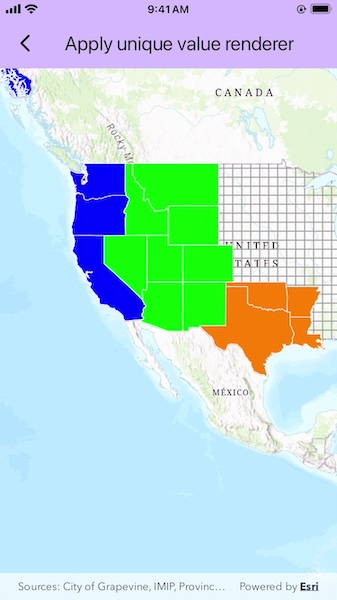 9:41 AM
Apply unique value renderer
CANADA
Rocky
UNITED
STATES
MÉXICO
Sources: City of Grapevine, IMIP, Provinc… Powered by Esri